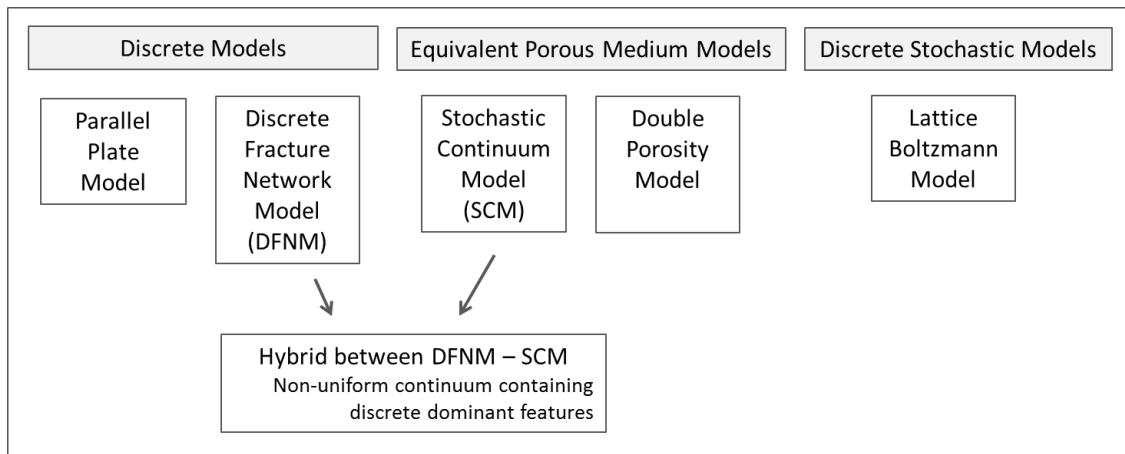 Discrete Models
Equivalent Porous Medium Models
Discrete Stochastic Models
Parallel
Plate
Model
Discrete
Fracture
Network
Model
(DFNM)
Stochastic
Continuum
Model
(SCM)
Double
Porosity
Model
Lattice
Boltzmann
Model
Hybrid between DFNM – SCM
Non-uniform continuum containing
discrete dominant features